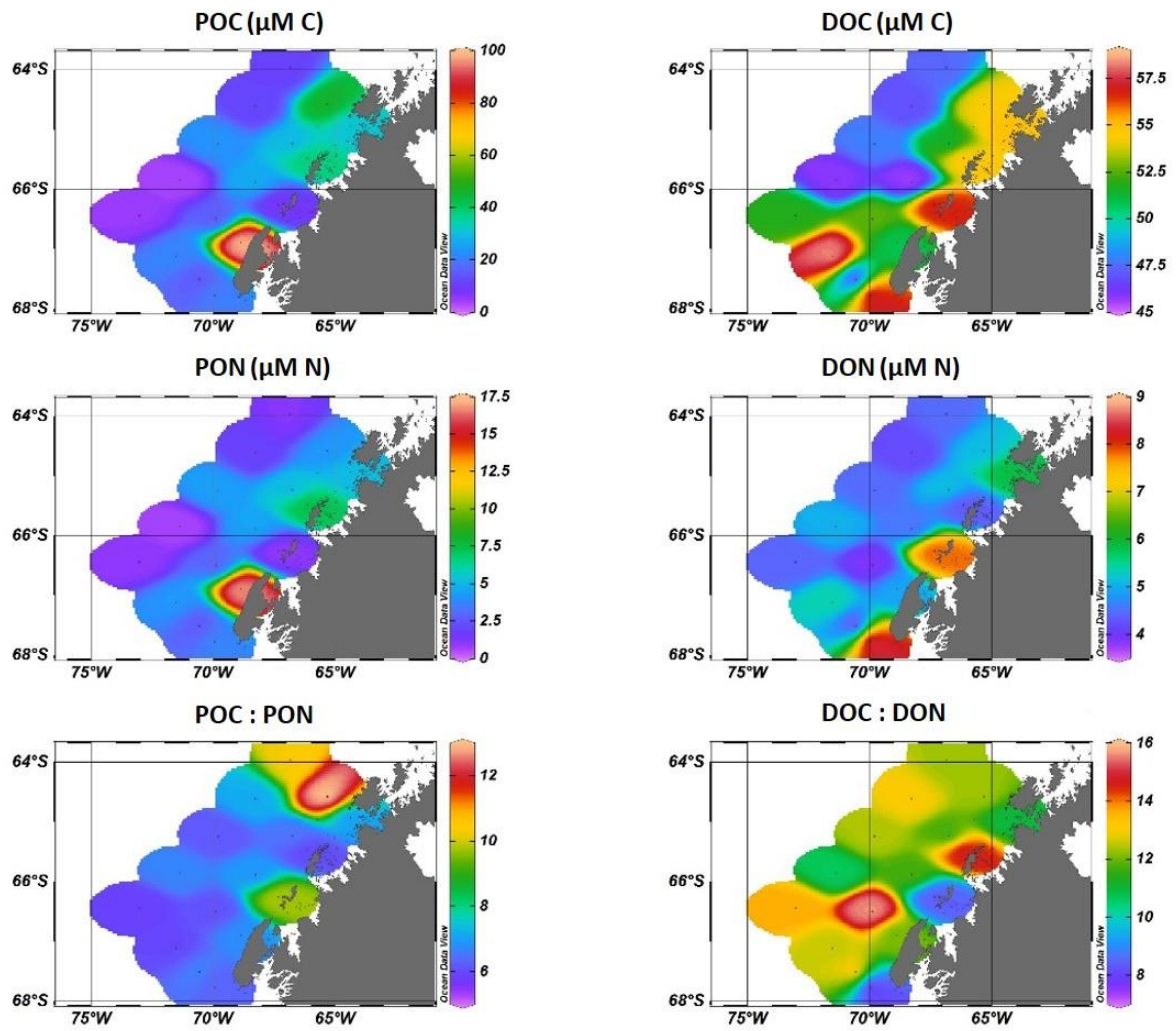 POC (µM C)
64°S
66°S
68°S
75°W
70°W
65°W
100
80
60
40
20
0
Ocean Data View
DOC (µM C)
64°S
66°S
68°S
75°W
70°W
65°W
57.5
55
52.5
50
47.5
45
Ocean Data View
PON (µM N)
64°S
66°S
68°S
75°W
70°W
65°W
17.5
15
12.5
10
7.5
5
2.5
0
Ocean Data View
DON (µM N)
64°S
66°S
68°S
75°W
70°W
65°W
9
8
7
6
5
4
Ocean Data View
POC : PON
64°S
66°S
68°S
75°W
70°W
65°W
12
10
8
6
Ocean Data View
DOC : DON
64°S
66°S
68°S
75°W
70°W
65°W
16
14
12
10
8
Ocean Data View